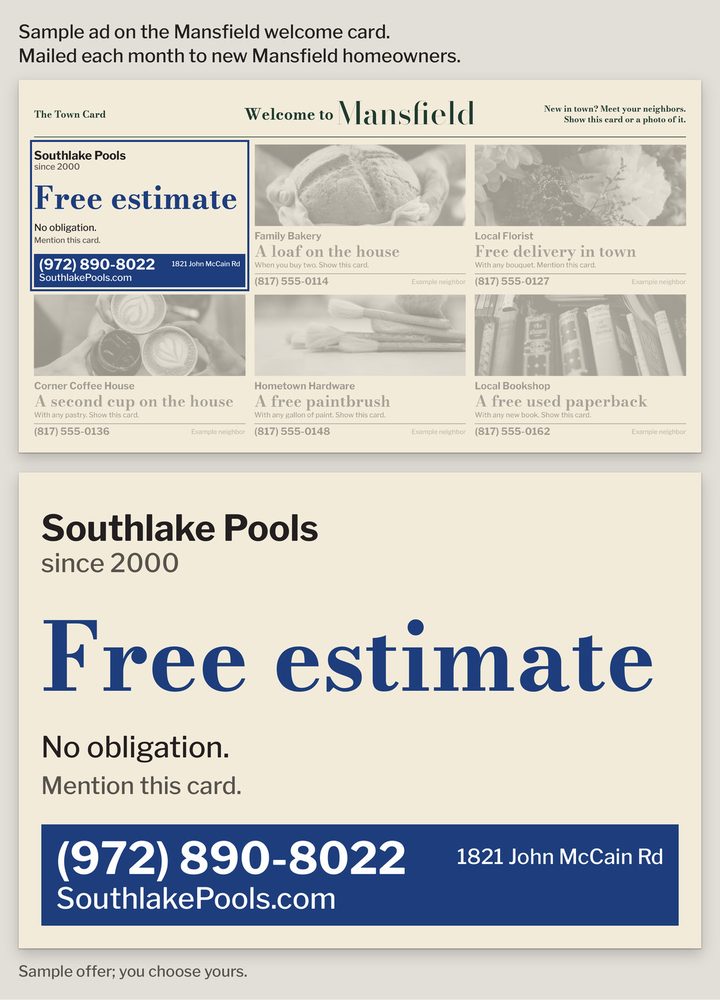 Sample ad on the Mansfield welcome card.
Mailed each month to new Mansfield homeowners.
The Town Card
Welcome to Mansfield
New in town? Meet your neighbors.
Show this card or a photo of it.
Southlake Pools
since 2000
Free estimate
No obligation.
Mention this card.
(972) 890-8022
1821 John McCain Rd
SouthlakePools.com
Family Bakery
A loaf on the house
When you buy two. Show this card.
(817) 555-0114
Example neighbor
Local Florist
Free delivery in town
With any bouquet. Mention this card.
(817) 555-0127
Example neighbor
Corner Coffee House
A second cup on the house
With any pastry. Show this card.
(817) 555-0136
Example neighbor
Hometown Hardware
A free paintbrush
With any gallon of paint. Show this card.
(817) 555-0148
Example neighbor
Local Bookshop
A free used paperback
With any new book. Show this card.
(817) 555-0162
Example neighbor
Southlake Pools
since 2000
Free estimate
No obligation.
Mention this card.
(972) 890-8022
1821 John McCain Rd
SouthlakePools.com
Sample offer; you choose yours.